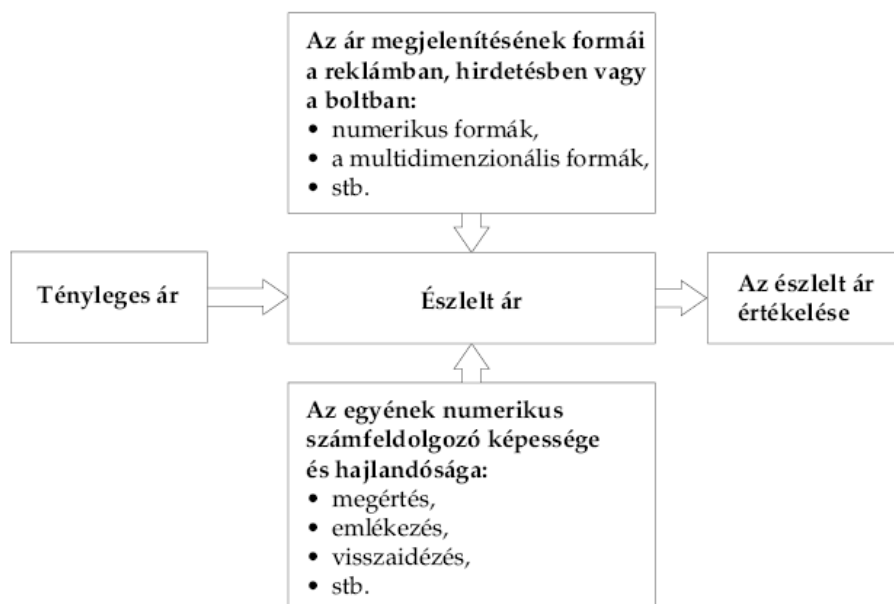 Az ár megjelenítésének formái
a reklámban, hirdetésben vagy
a boltban:
• numerikus formák,
• a multidimenzionális formák,
• stb.
Tényleges ár
Észlelt ár
Az észlelt ár
értékelése
Az egyének numerikus
számfeldolgozó képessége
és hajlandósága:
• megértés,
• emlékezés,
• visszaidézés,
• stb.